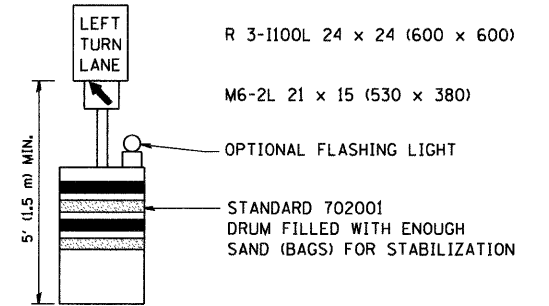 LEFT
TURN
LANE
R 3-I100L 24 x 24 (600 x 600)
M6-2L 21 x 15 (530 x 380)
5' (1.5 m) MIN.
OPTIONAL FLASHING LIGHT
STANDARD 702001
DRUM FILLED WITH ENOUGH
SAND (BAGS) FOR STABILIZATION